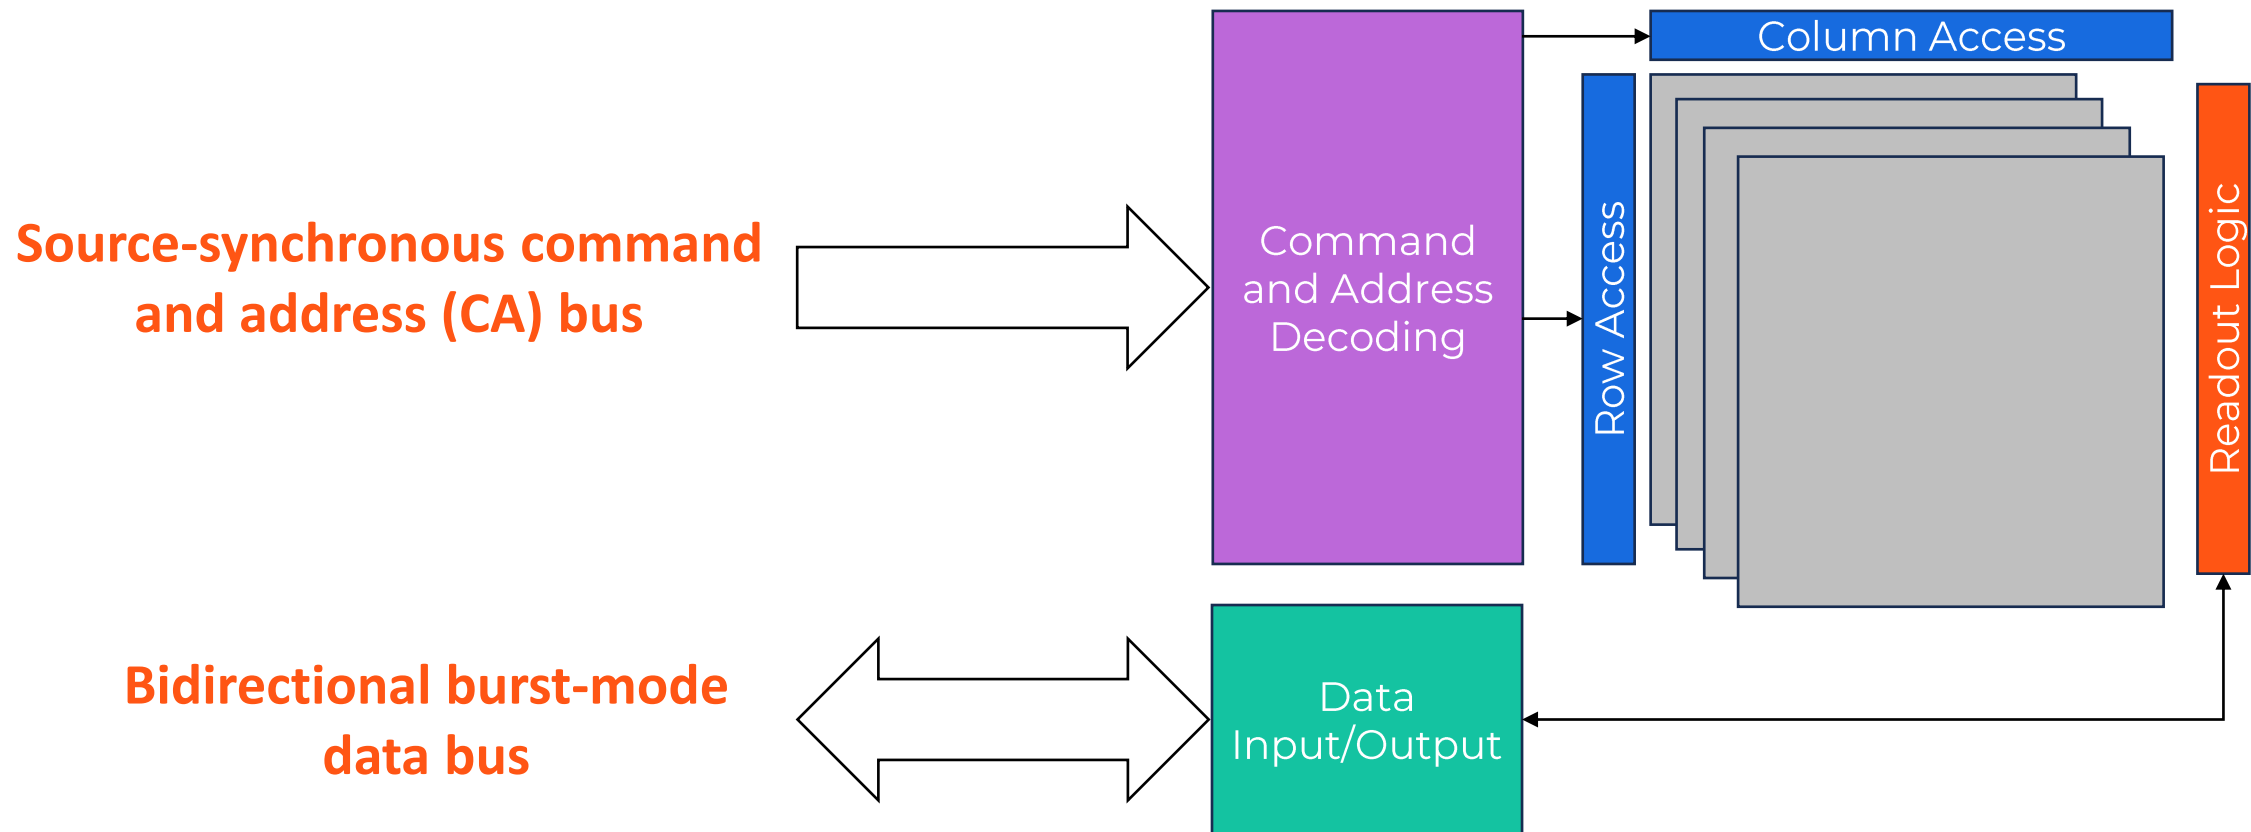 Source-synchronous command
and address (CA) bus
Command
and Address
Decoding
Column Access
Row Access
Readout Logic
Bidirectional burst-mode
data bus
Data
Input/Output